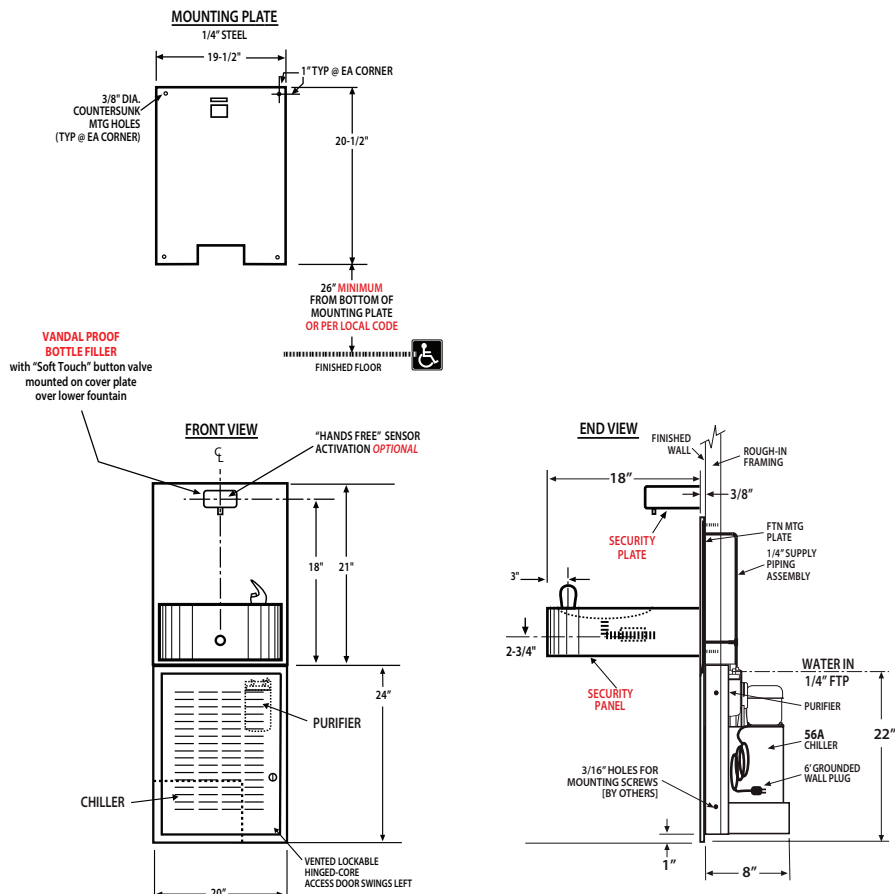 MOUNTING PLATE
1/4" STEEL
19-1/2"
1" TYP @ EA CORNER
3/8" DIA.
COUNTERSUNK
MTG HOLES
(TYP @ EA CORNER)
20-1/2"
26" MINIMUM
FROM BOTTOM OF
MOUNTING PLATE
OR PER LOCAL CODE
FINISHED FLOOR
VANDAL PROOF
BOTTLE FILLER
with "Soft Touch" button valve
mounted on cover plate
over lower fountain
FRONT VIEW
CL
"HANDS FREE" SENSOR
ACTIVATION OPTIONAL
18"
21"
24"
PURIFIER
CHILLER
VENTED LOCKABLE
HINGED-CORE
ACCESS DOOR SWINGS LEFT
20"
END VIEW
FINISHED
WALL
ROUGH-IN
FRAMING
18"
3/8"
SECURITY
PLATE
FTN MTG
PLATE
1/4" SUPPLY
PIPING
ASSEMBLY
3"
2-3/4"
SECURITY
PANEL
WATER IN
1/4" FTP
PURIFIER
22"
56A
CHILLER
6' GROUNDED
WALL PLUG
3/16" HOLES FOR
MOUNTING SCREWS
[BY OTHERS]
1"
8"